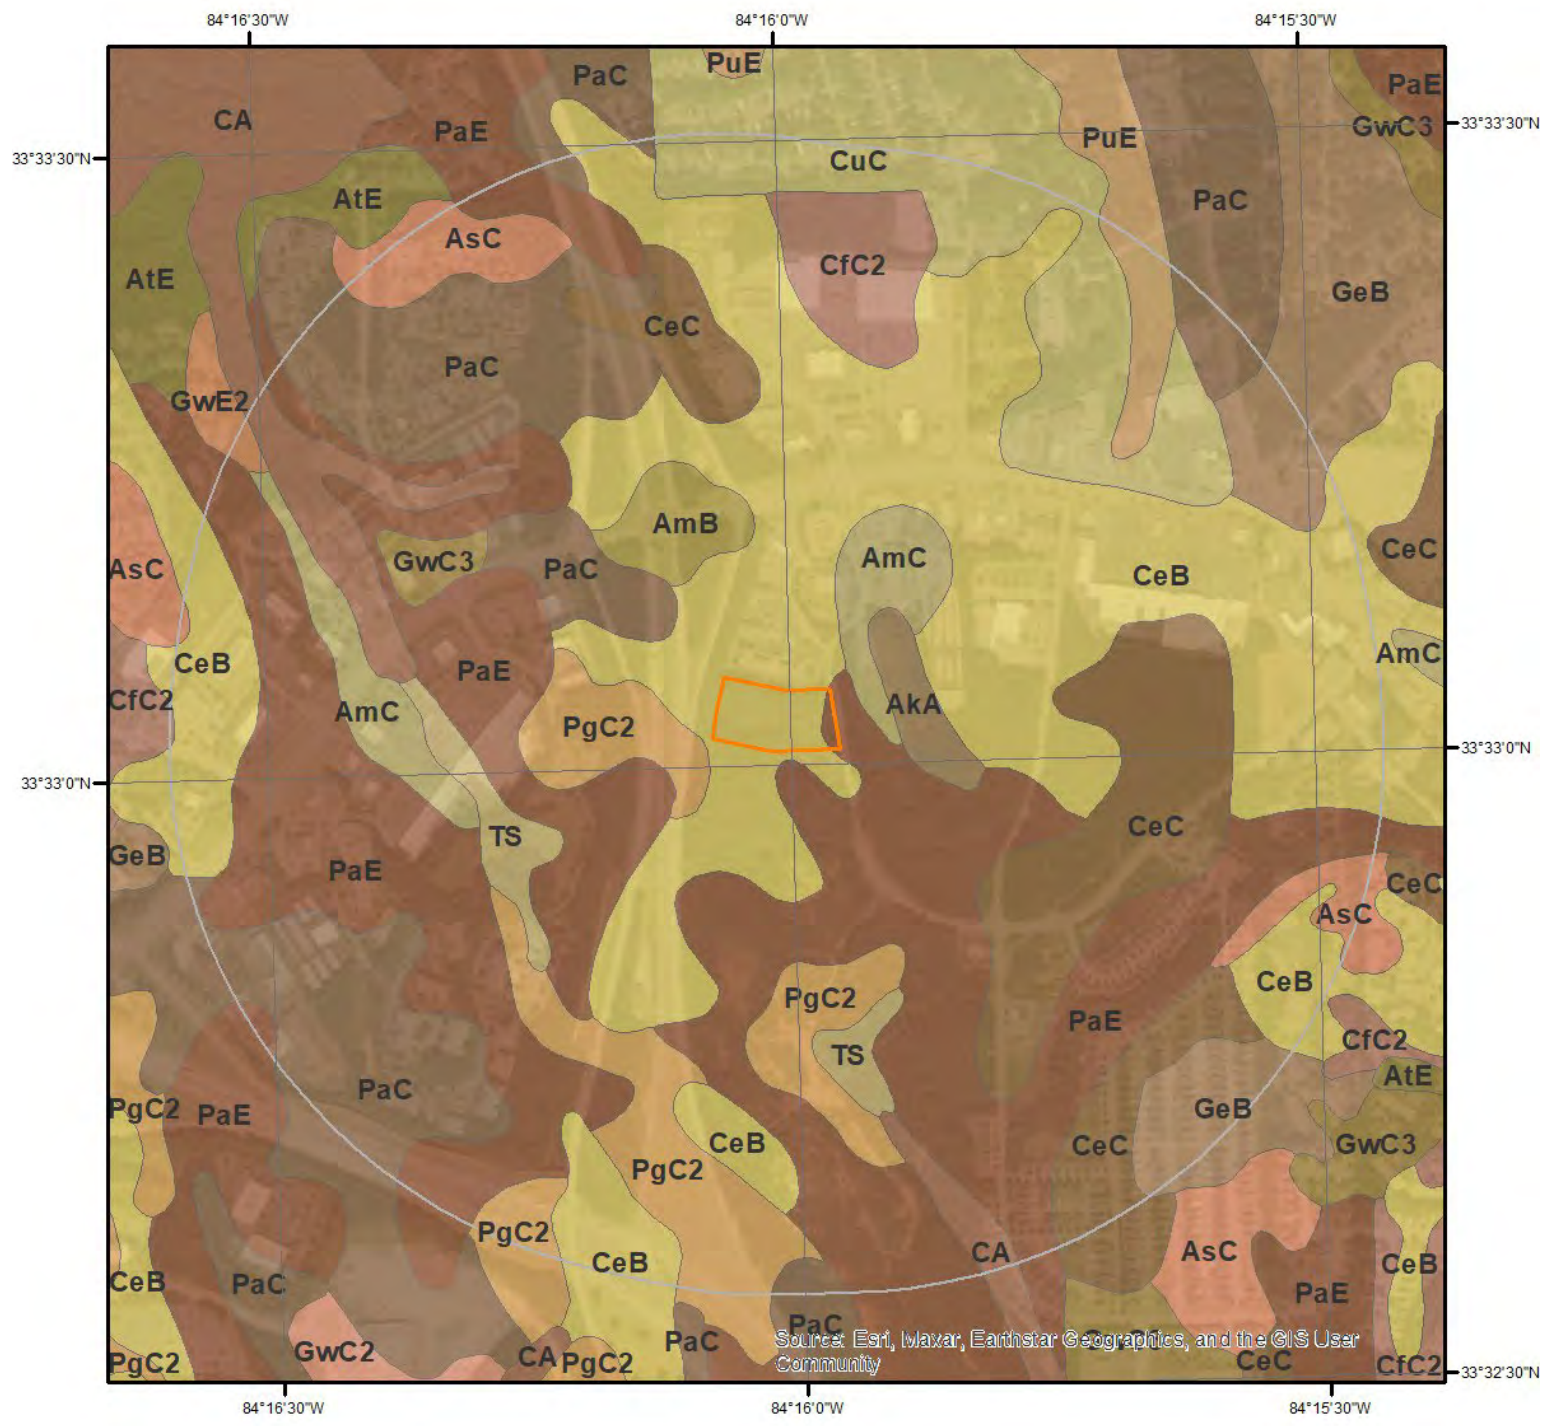 84°16'30"W 84°16'0"W 84°15'30"W
PuE
PaC
PaE
CA
33°33'30"N
GwC3
33°33'30"N
PaE
PuE
CuC
AtE
PaC
AsC
CfC2
AtE
GeB
CeC
PaC
GwE2
AmB
CeC
AmC
GwC3
PaC
AsC
CeB
AmC
CeB
PaE
CfC2
AkA
AmC
PgC2
33°33'0"N
33°33'0"N
CeC
TS
GeB
PaE
CeC
AsC
CeB
PgC2
PaE
CfC2
TS
AtE
PaC
PgC2
GeB
PaE
CeB
CeC
GwC3
PgC2
PgC2
CA
AsC
CeB
CeB
CeB
PaC
PaE
PaC
Source: Esri, Maxar, Earthstar Geographics, and the GIS User
Community
PaC
GwC2
CA
PgC2
PgC2
CeC
CfC2
33°32'30"N
84°16'30"W 84°16'0"W 84°15'30"W